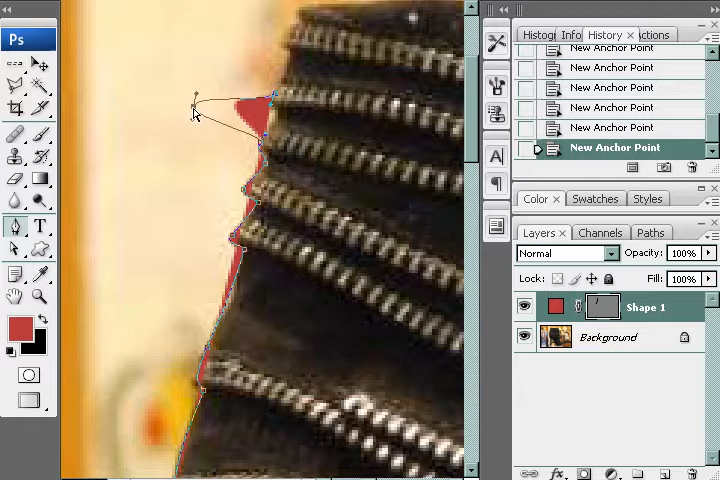 Ps
Histogr Info History × ctions
New Anchor Point
New Anchor Point
New Anchor Point
New Anchor Point
New Anchor Point
New Anchor Point
Color × Swatches Styles
Layers × Channels Paths
Normal Opacity: 100%
Lock: Fill: 100%
Shape 1
Background
T
A
fx